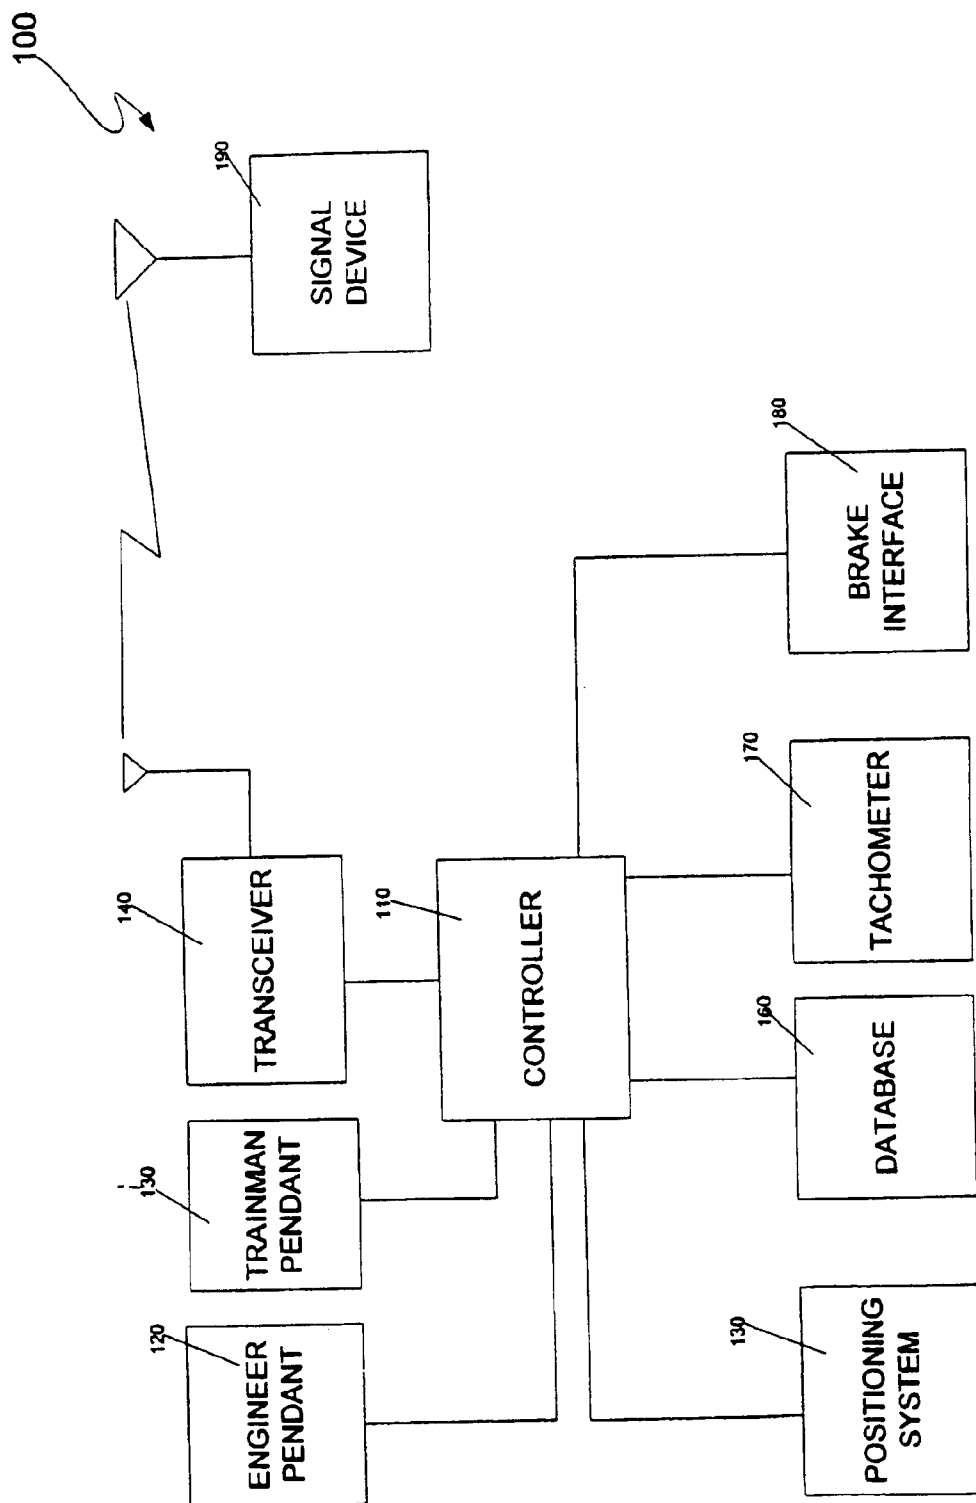 100
120
ENGINEER
PENDANT
130
TRAINMAN
PENDANT
140
TRANSCEIVER
190
SIGNAL
DEVICE
110
CONTROLLER
130
POSITIONING
SYSTEM
160
DATABASE
170
TACHOMETER
180
BRAKE
INTERFACE